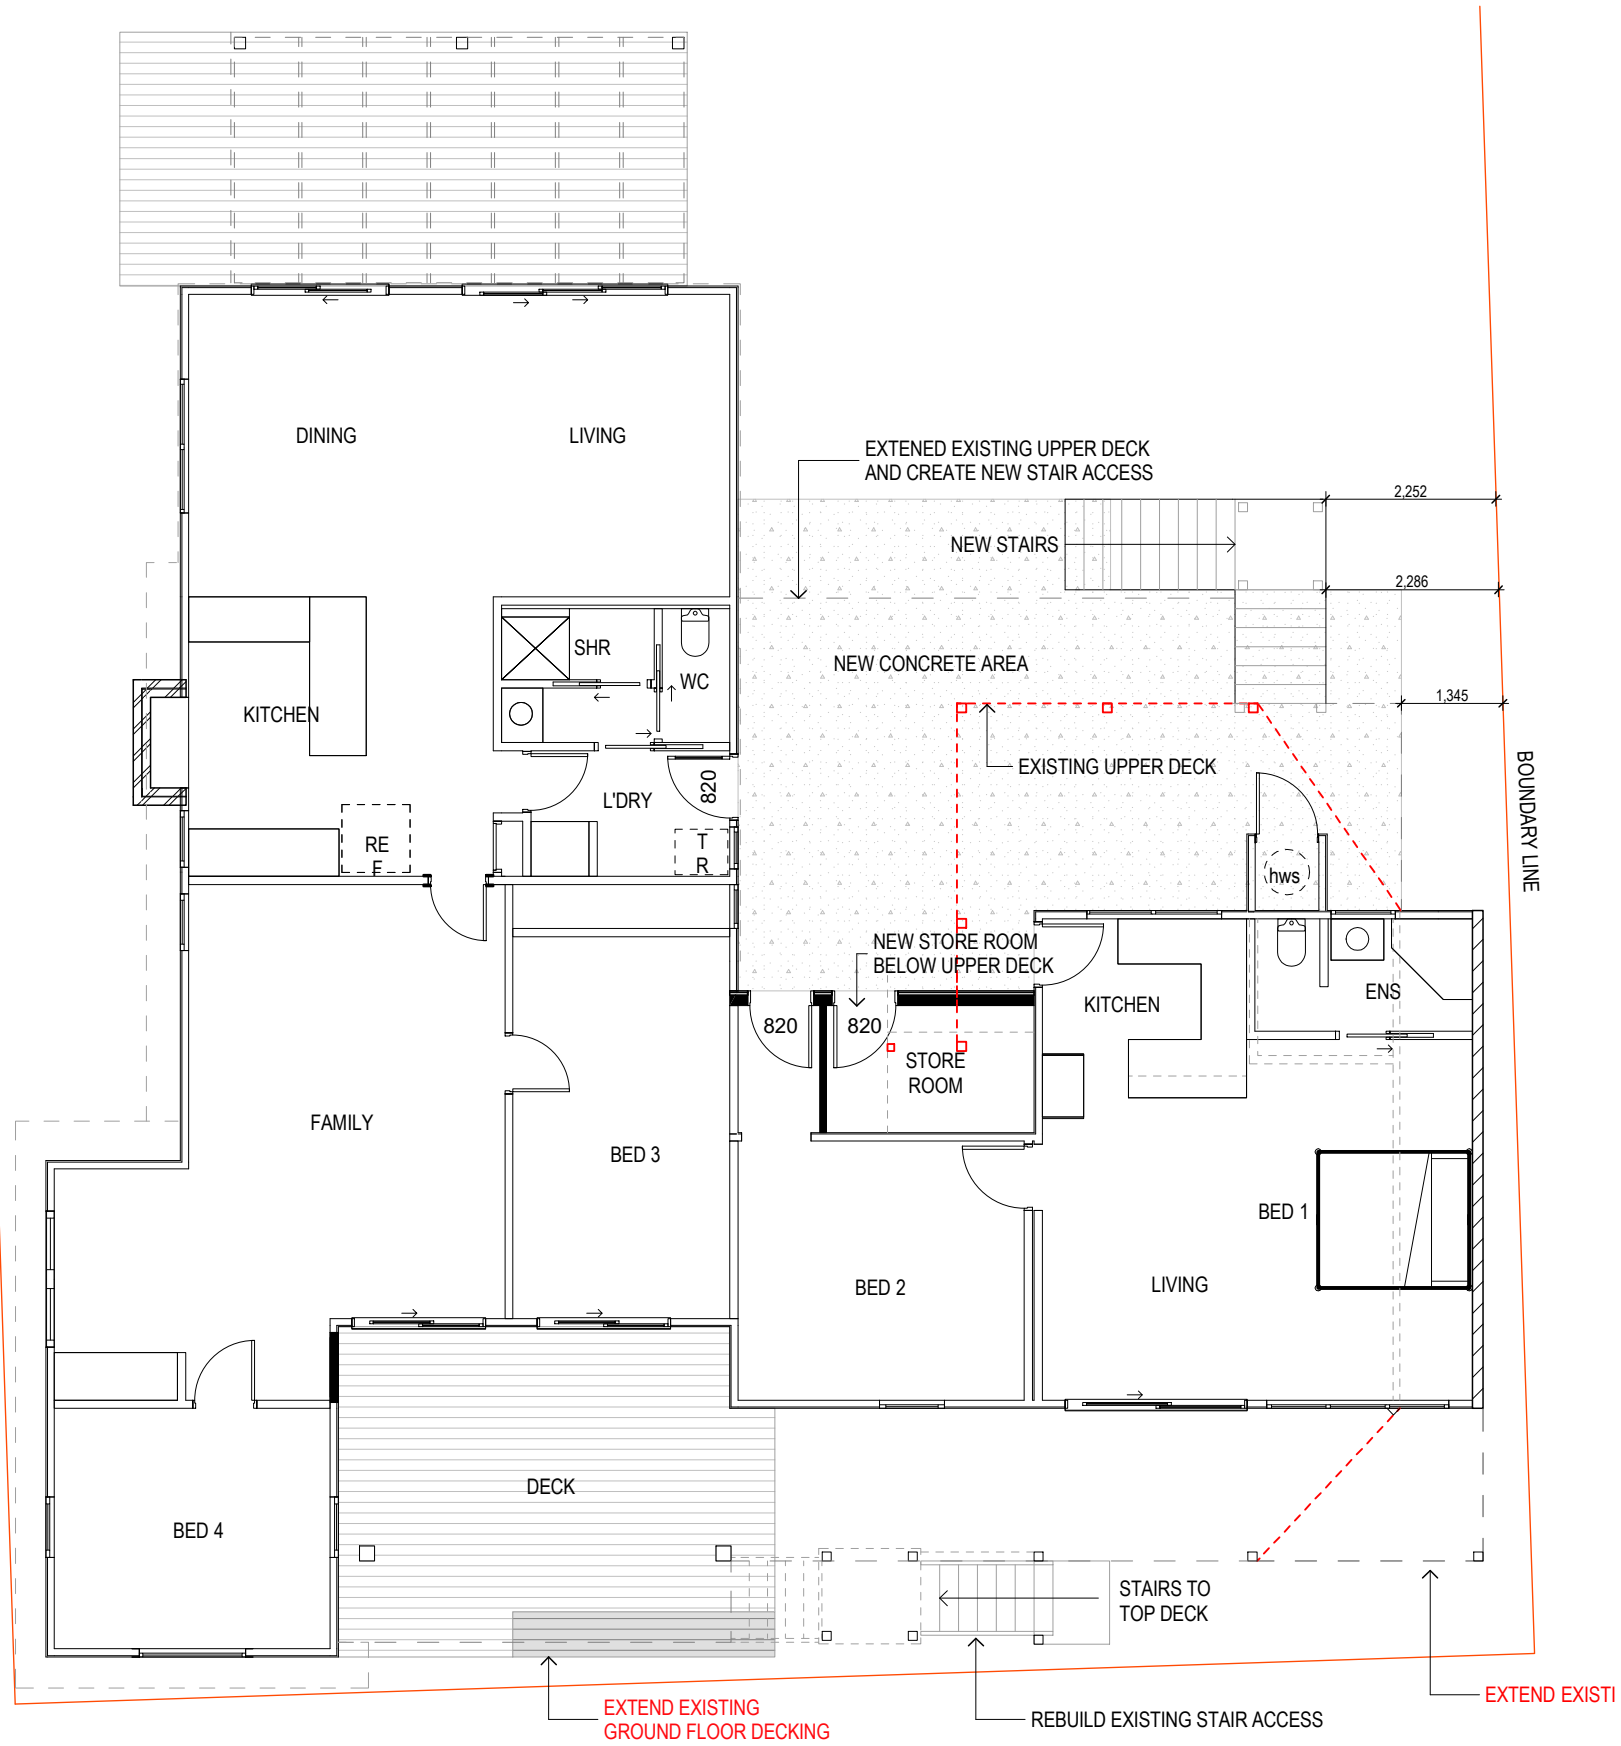 DINING
LIVING
EXTENED EXISTING UPPER DECK
AND CREATE NEW STAIR ACCESS
2,252
NEW STAIRS
2,286
SHR
WC
NEW CONCRETE AREA
1,345
KITCHEN
EXISTING UPPER DECK
BOUNDARY LINE
820
L'DRY
RE
F
T
R
hws
NEW STORE ROOM
BELOW UPPER DECK
KITCHEN
ENS
820
820
STORE
ROOM
FAMILY
BED 3
BED 1
BED 2
LIVING
DECK
BED 4
STAIRS TO
TOP DECK
EXTEND EXISTING
GROUND FLOOR DECKING
REBUILD EXISTING STAIR ACCESS
EXTEND EXISTI